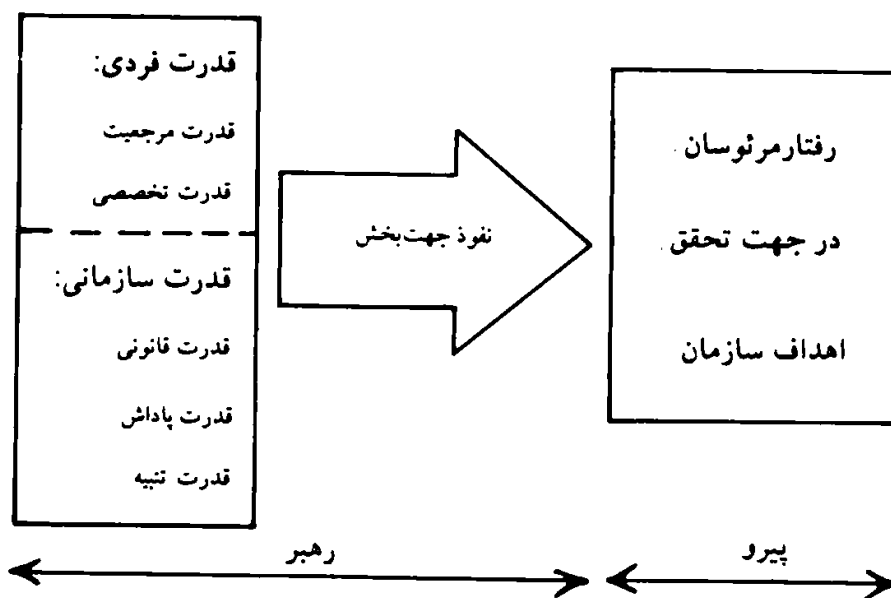 قدرت فردی:
قدرت مرجعیت
قدرت تخصصی
قدرت سازمانی:
قدرت قانونی
قدرت پاداش
قدرت تنبیه
نفوذ جهت‌بخش
رفتارمرئوسان
در جهت تحقق
اهداف سازمان
رهبر
پیرو